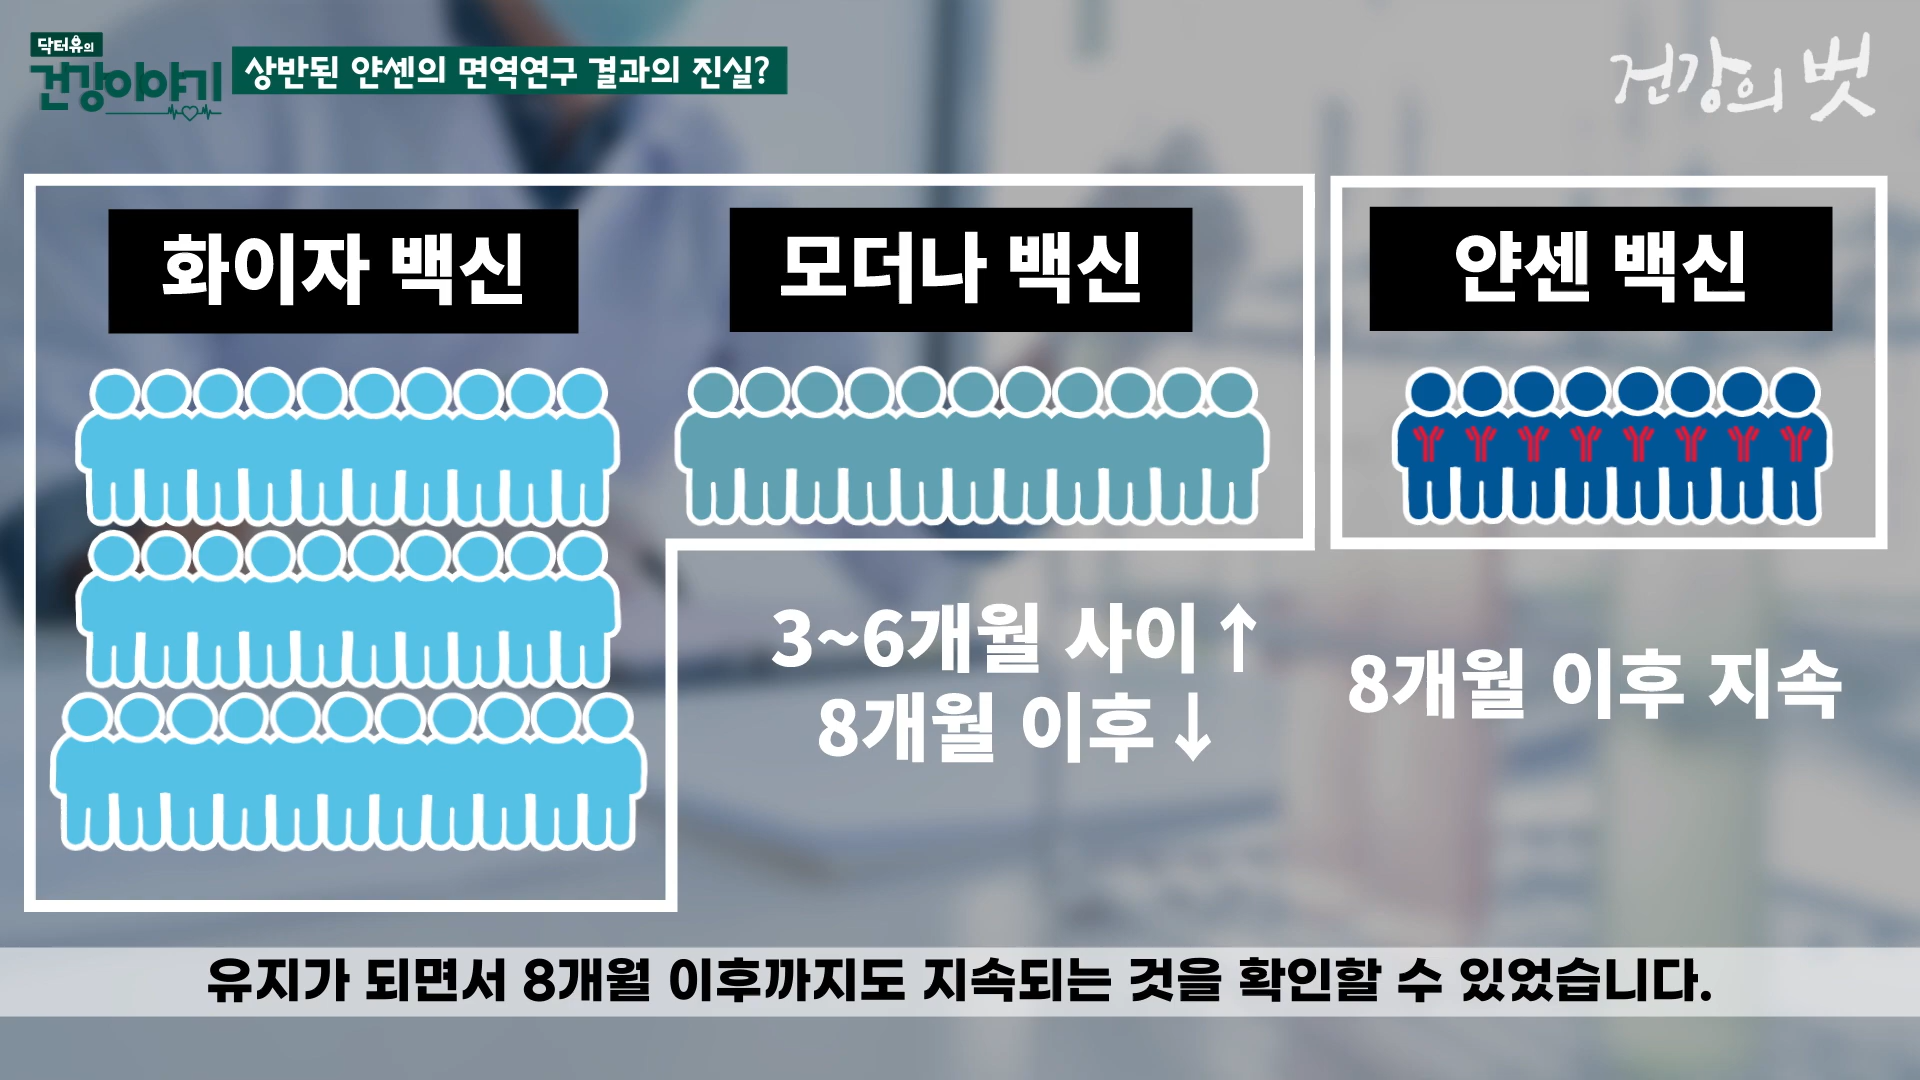 닥터유의
건강이야기
상반된 얀센의 면역연구 결과의 진실?
건강의 벗
화이자 백신
모더나 백신
얀센 백신
3~6개월 사이↑
8개월 이후↓
8개월 이후 지속
유지가 되면서 8개월 이후까지도 지속되는 것을 확인할 수 있었습니다.